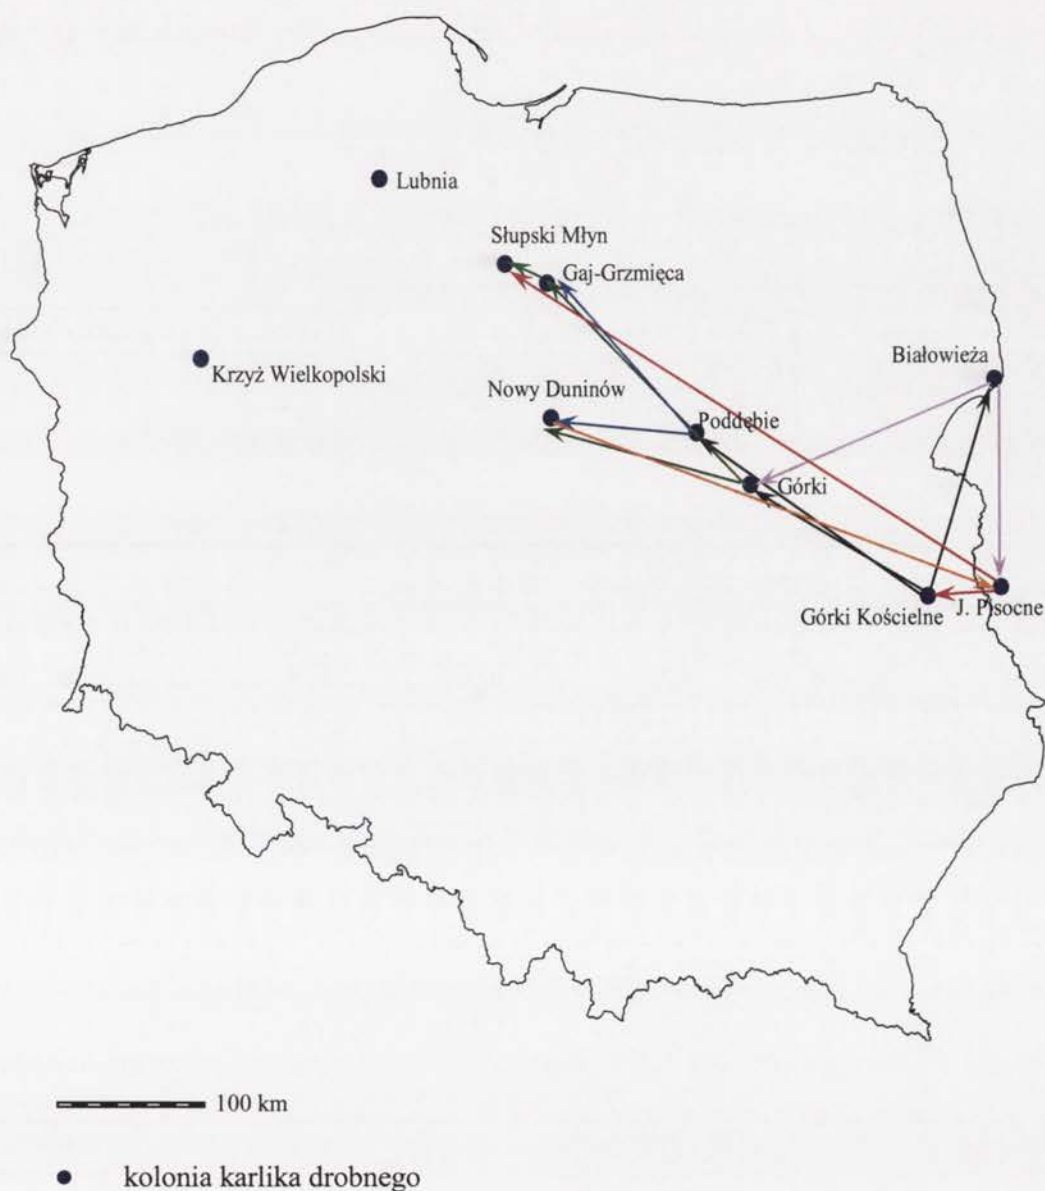 Lubnia
Słupski Młyn
Gaj-Grzmięca
Białowieża
Krzyż Wielkopolski
Nowy Duninów
Poddębie
Górki
J. Pisocne
Górki Kościelne
100 km
kolonia karlika drobnego